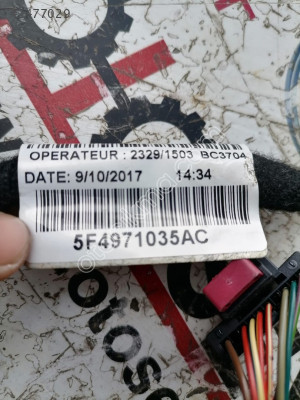 OPERATEUR : 2329/1503 BC3704
DATE: 9/10/2017 14:34
5F4971035AC